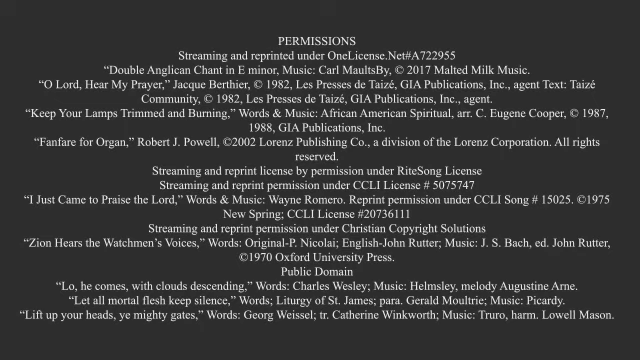 PERMISSIONS
Streaming and reprinted under OneLicense.Net#A722955
“Double Anglican Chant in E minor, Music: Carl MaultsBy, © 2017 Malted Milk Music.
“O Lord, Hear My Prayer,” Jacque Berthier, © 1982, Les Presses de Taizé, GIA Publications, Inc., agent Text: Taizé
Community, © 1982, Les Presses de Taizé, GIA Publications, Inc., agent.
“Keep Your Lamps Trimmed and Burning,” Words & Music: African American Spiritual, arr. C. Eugene Cooper, © 1987,
1988, GIA Publications, Inc.
“Fanfare for Organ,” Robert J. Powell, ©2002 Lorenz Publishing Co., a division of the Lorenz Corporation. All rights
reserved.
Streaming and reprint license by permission under RiteSong License
Streaming and reprint permission under CCLI License # 5075747
“I Just Came to Praise the Lord,” Words & Music: Wayne Romero. Reprint permission under CCLI Song # 15025. ©1975
New Spring; CCLI License #20736111
Streaming and reprint permission under Christian Copyright Solutions
“Zion Hears the Watchmen’s Voices,” Words: Original-P. Nicolai; English-John Rutter; Music: J. S. Bach, ed. John Rutter,
©1970 Oxford University Press.
Public Domain
“Lo, he comes, with clouds descending,” Words: Charles Wesley; Music: Helmsley, melody Augustine Arne.
“Let all mortal flesh keep silence,” Words; Liturgy of St. James; para. Gerald Moultrie; Music: Picardy.
“Lift up your heads, ye mighty gates,” Words: Georg Weissel; tr. Catherine Winkworth; Music: Truro, harm. Lowell Mason.